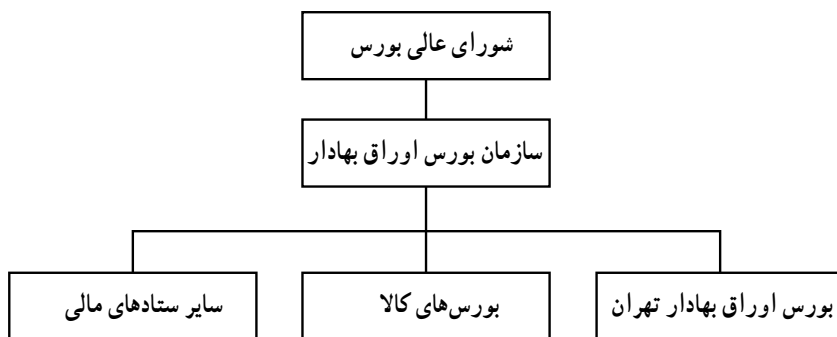 شورای عالی بورس
سازمان بورس اوراق بهادار
بورس اوراق بهادار تهران
بورس‌های کالا
سایر ستادهای مالی